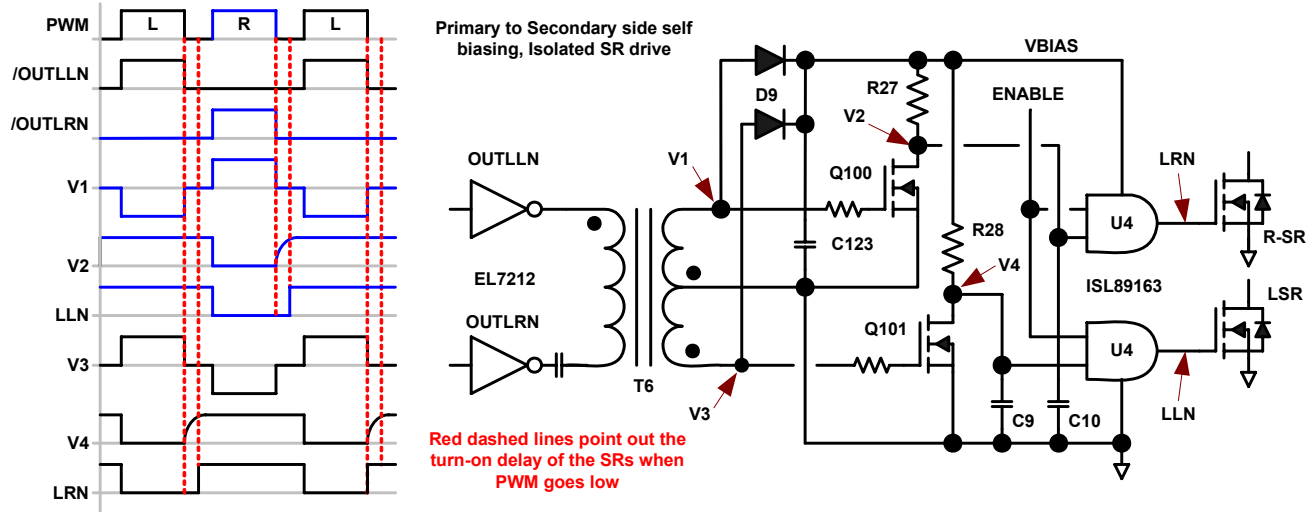 PWM
L
R
L
/OUTLLN
/OUTLRN
V1
V2
LLN
V3
V4
LRN
Primary to Secondary side self
biasing, Isolated SR drive
VBIAS
D9
R27
ENABLE
V2
V1
Q100
LRN
OUTLLN
U4
R28
R-SR
C123
V4
EL7212
ISL89163
LSR
OUTLRN
Q101
U4
T6
V3
C9
C10
LLN
Red dashed lines point out the
turn-on delay of the SRs when
PWM goes low